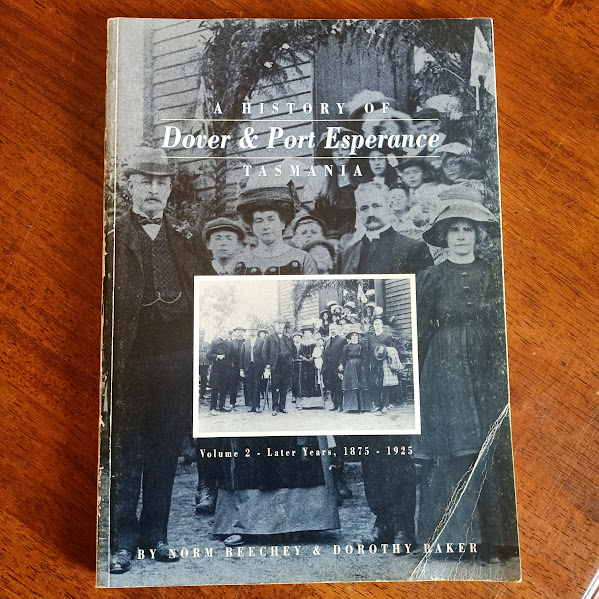 A HISTORY OF
Dover & Port Esperance
TASMANIA
Volume 2 - Later Years, 1875 - 1925
BY NORM BEECHEY & DOROTHY BAKER